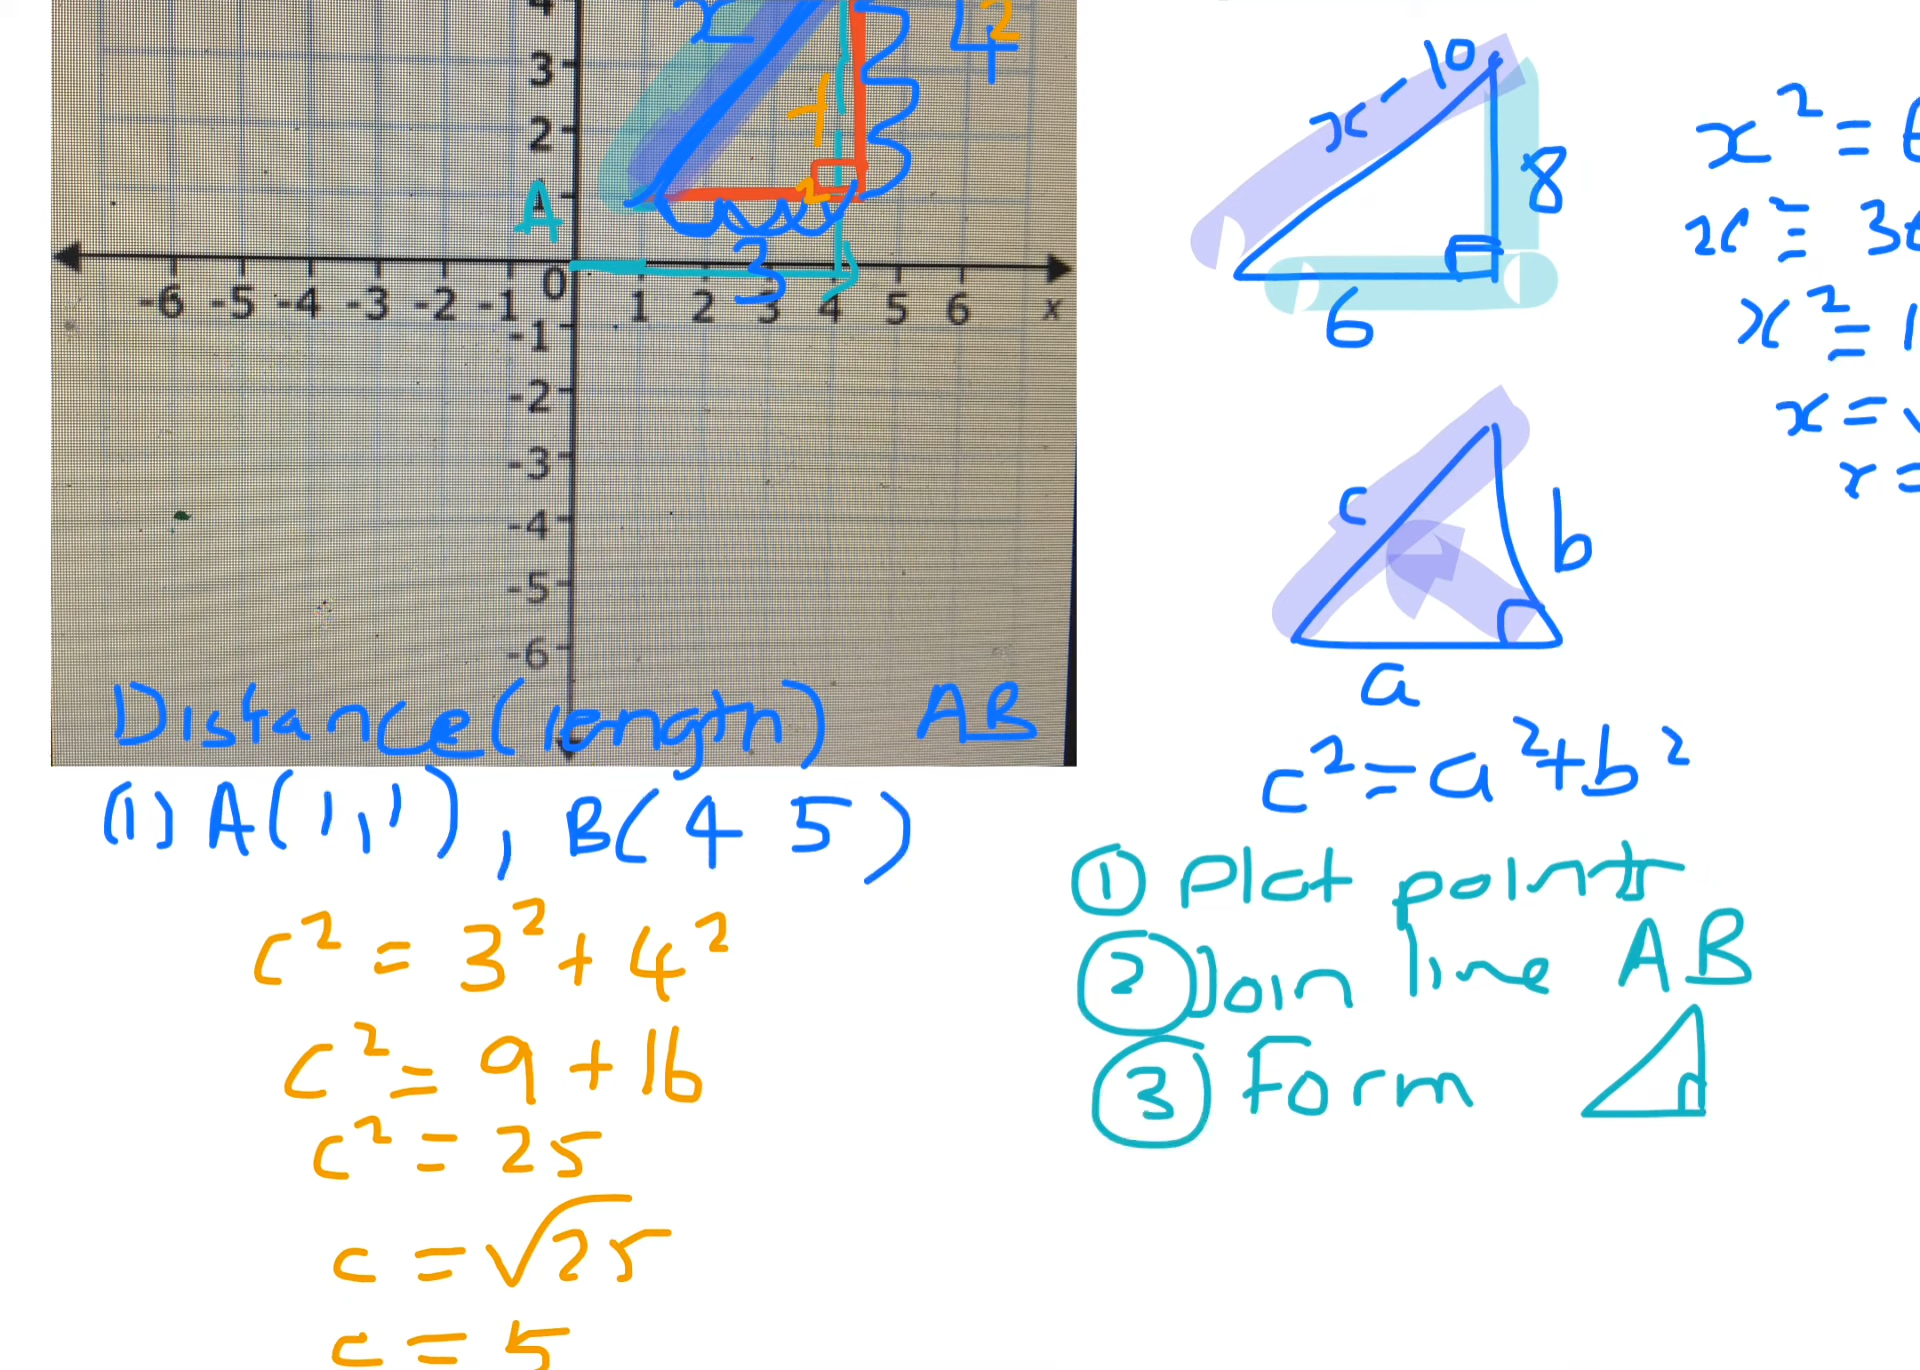 4
3
2
1
A
x
4²
3
0
-6 -5 -4 -3 -2 -1 1 2 3 4 5 6 x
-1
-2
-3
-4
-5
-6
Distance (length) AB
(1) A(1,1), B(4 5)
c² = 3² + 4²
c² = 9 + 16
c² = 25
c = √25
c = 5
x - 10
8
6
x² =
x² = 3
x² = 1
x = √
c
b
a
c² = a² + b²
① Plot points
② Join line AB
③ Form